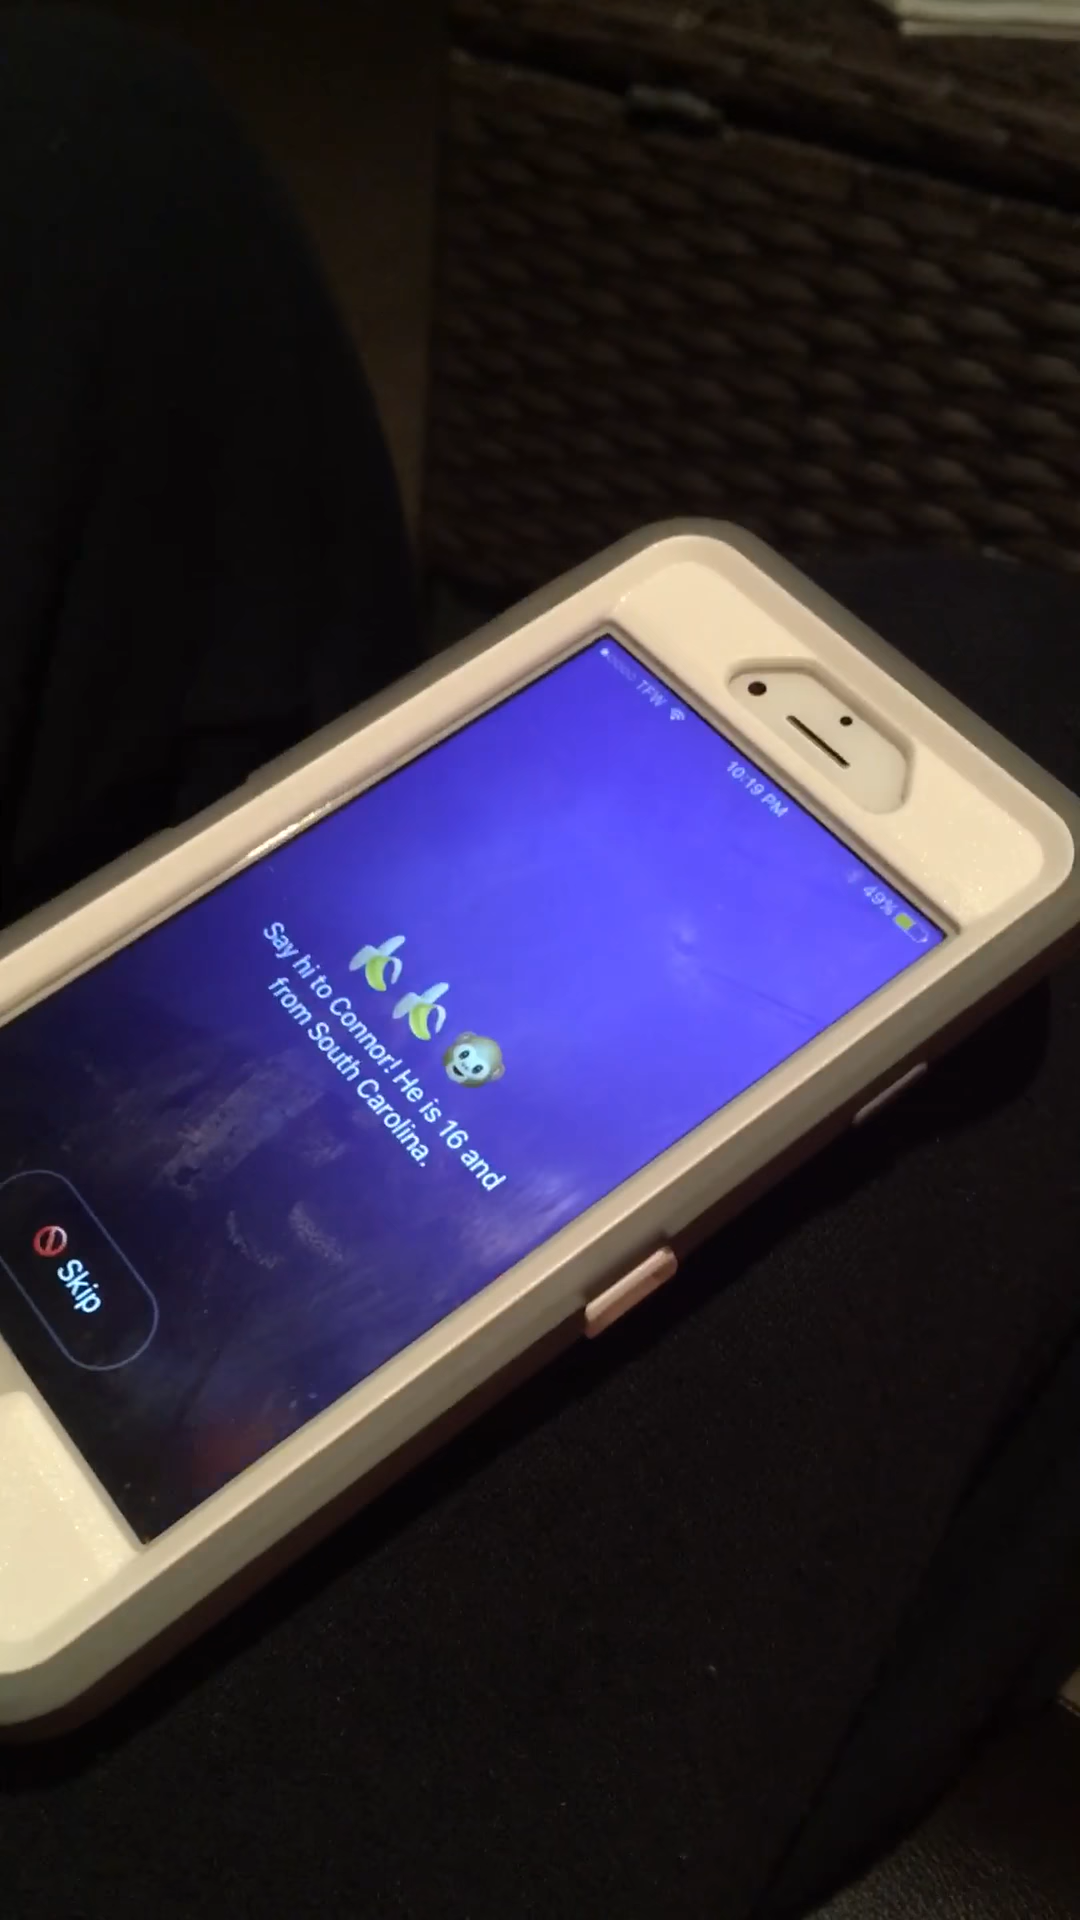 TFW
10:19 PM
49%
Say hi to Connor! He is 16 and
from South Carolina.
Skip